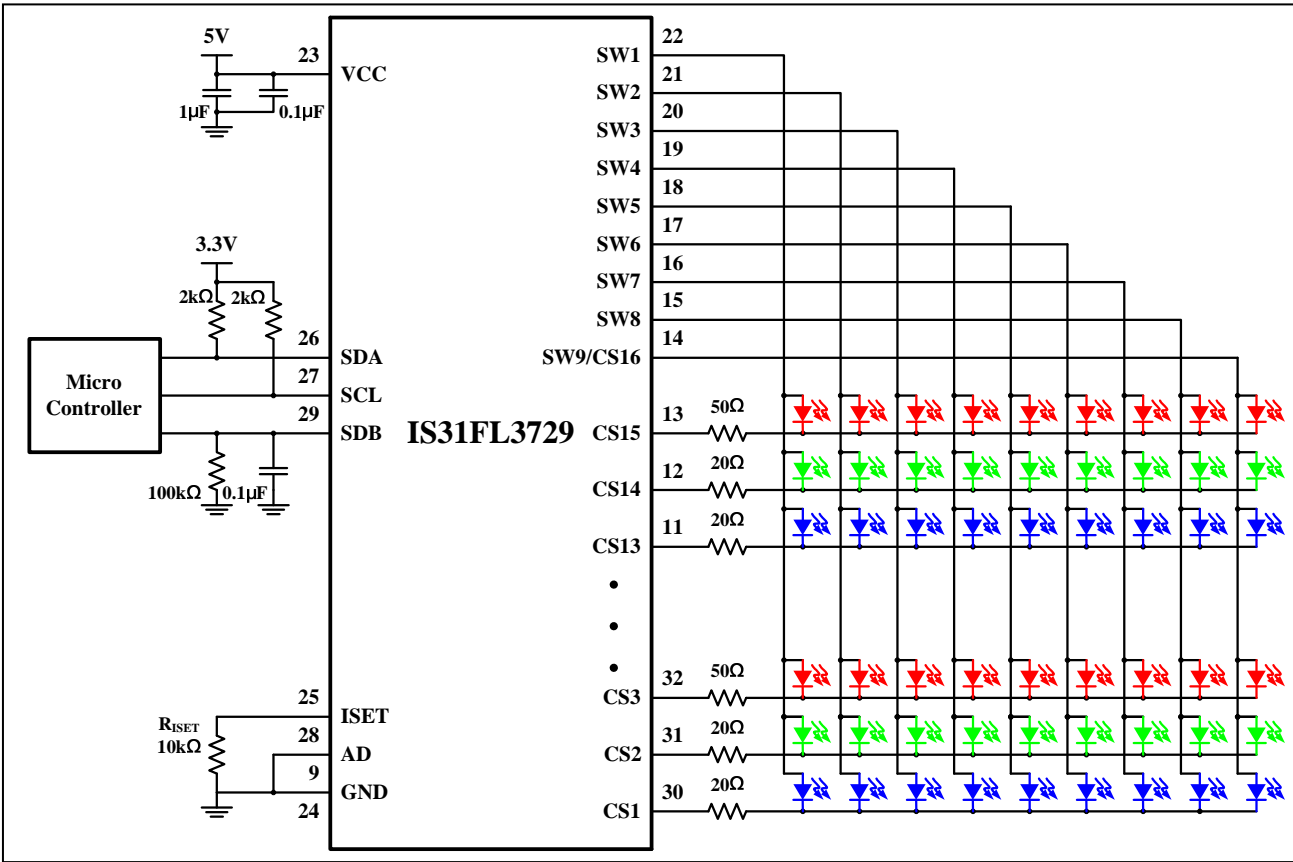 5V
23
VCC
1μF
0.1μF
3.3V
2kΩ
2kΩ
Micro
Controller
26
SDA
27
SCL
29
SDB
100kΩ
0.1μF
IS31FL3729
25
ISET
R_ISET
10kΩ
28
AD
9
GND
24
22
SW1
21
SW2
20
SW3
19
SW4
18
SW5
17
SW6
16
SW7
15
SW8
14
SW9/CS16
13
CS15
50Ω
12
CS14
20Ω
11
CS13
20Ω
32
CS3
50Ω
31
CS2
20Ω
30
CS1
20Ω